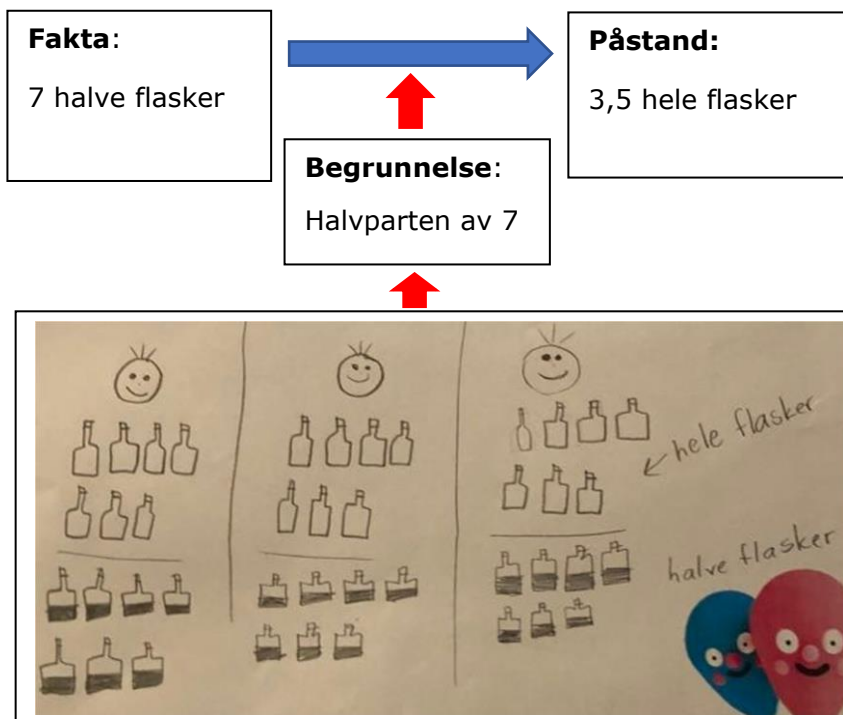 Fakta:
7 halve flasker
Påstand:
3,5 hele flasker
Begrunnelse:
Halvparten av 7
hele flasker
halve flasker